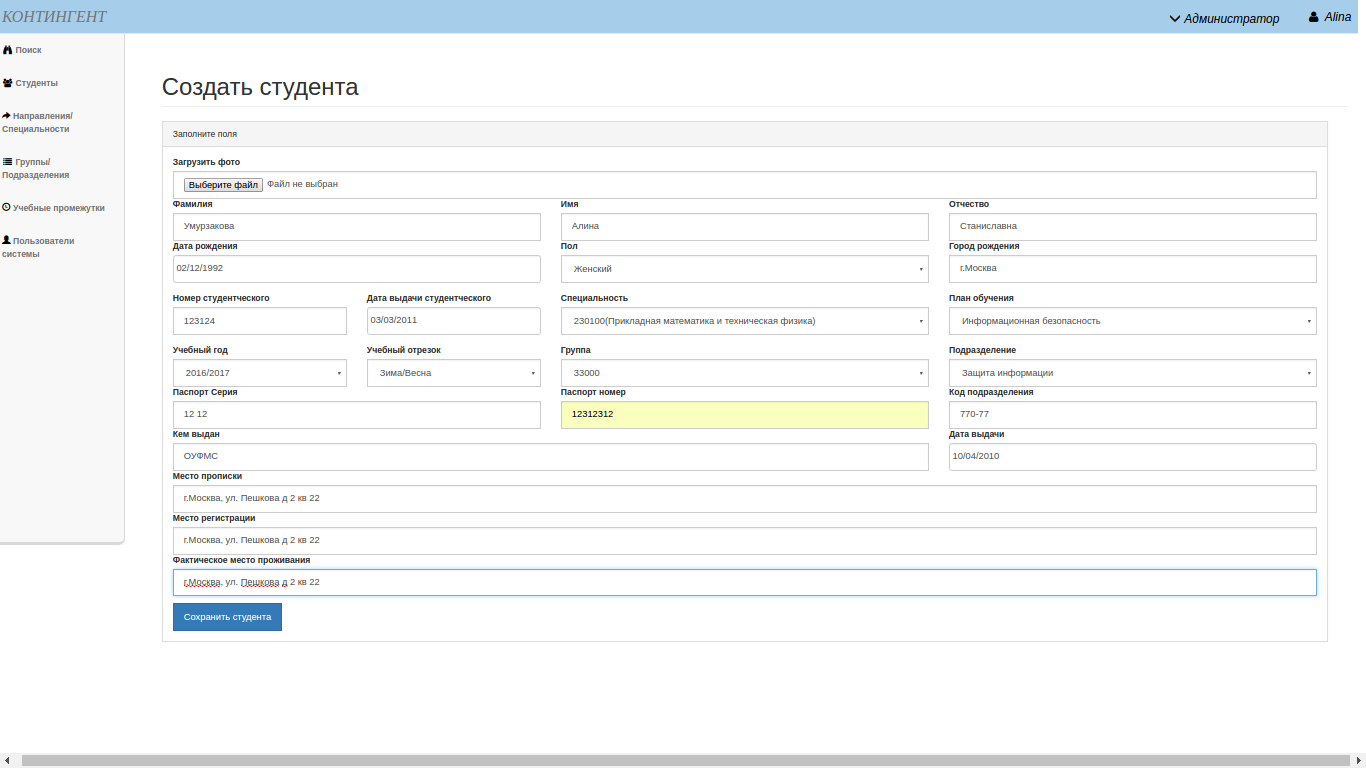 КОНТИНГЕНТ
Администратор
Alina
Поиск
Студенты
Направления/
Специальности
Группы/
Подразделения
Учебные промежутки
Пользователи
системы
Создать студента
Заполните поля
Загрузить фото
Выберите файл Файл не выбран
Фамилия Имя Отчество
Умурзакова Алина Станиславна
Дата рождения Пол Город рождения
02/12/1992 Женский г.Москва
Номер студенческого Дата выдачи студенческого Специальность План обучения
123124 03/03/2011 230100(Прикладная математика и техническая физика) Информационная безопасность
Учебный год Учебный отрезок Группа Подразделение
2016/2017 Зима/Весна 33000 Защита информации
Паспорт Серия Паспорт номер Код подразделения
12 12 12312312 770-77
Кем выдан Дата выдачи
ОУФМС 10/04/2010
Место прописки
г.Москва, ул. Пешкова д 2 кв 22
Место регистрации
г.Москва, ул. Пешкова д 2 кв 22
Фактическое место проживания
г.Москва, ул. Пешкова д 2 кв 22
Сохранить студента